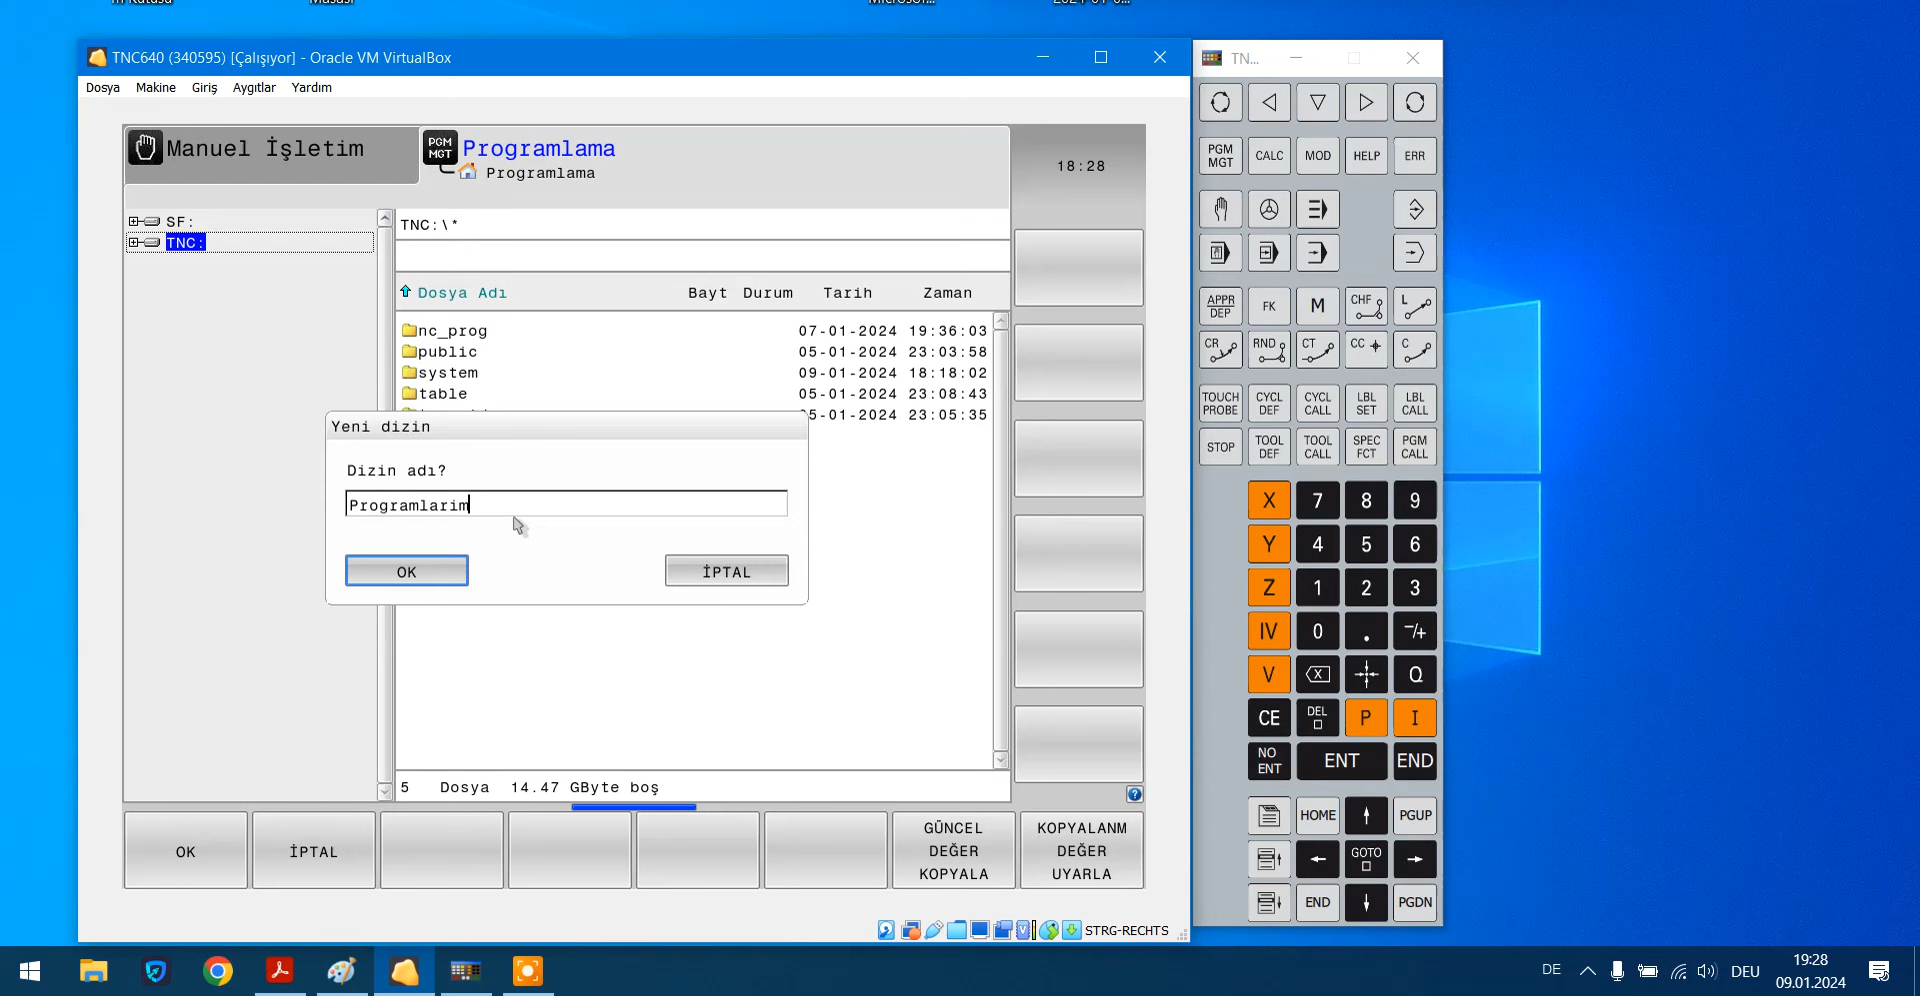 TNC640 (340595) [Çalışıyor] - Oracle VM VirtualBox
Dosya Makine Giriş Aygıtlar Yardım
Manuel İşletim
PGM MGT
Programlama
Programlama
18:28
SF:
TNC:
TNC:\*
Dosya Adı Bayt Durum Tarih Zaman
nc_prog 07-01-2024 19:36:03
public 05-01-2024 23:03:58
system 09-01-2024 18:18:02
table 05-01-2024 23:08:43
5-01-2024 23:05:35
Yeni dizin
Dizin adı?
Programlarim
OK İPTAL
5 Dosya 14.47 GByte boş
OK
İPTAL
GÜNCEL
DEĞER
KOPYALA
KOPYALANM
DEĞER
UYARLA
STRG-RECHTS
TN...
PGM MGT CALC MOD HELP ERR
APPR DEP FK M CHF L
CR RND CT CC C
TOUCH PROBE CYCL DEF CYCL CALL LBL SET LBL CALL
STOP TOOL DEF TOOL CALL SPEC FCT PGM CALL
X 7 8 9
Y 4 5 6
Z 1 2 3
IV 0 . -/+
V X Q
CE DEL P I
NO ENT ENT END
HOME PGUP
GOTO
END PGDN
DE DEU
19:28
09.01.2024